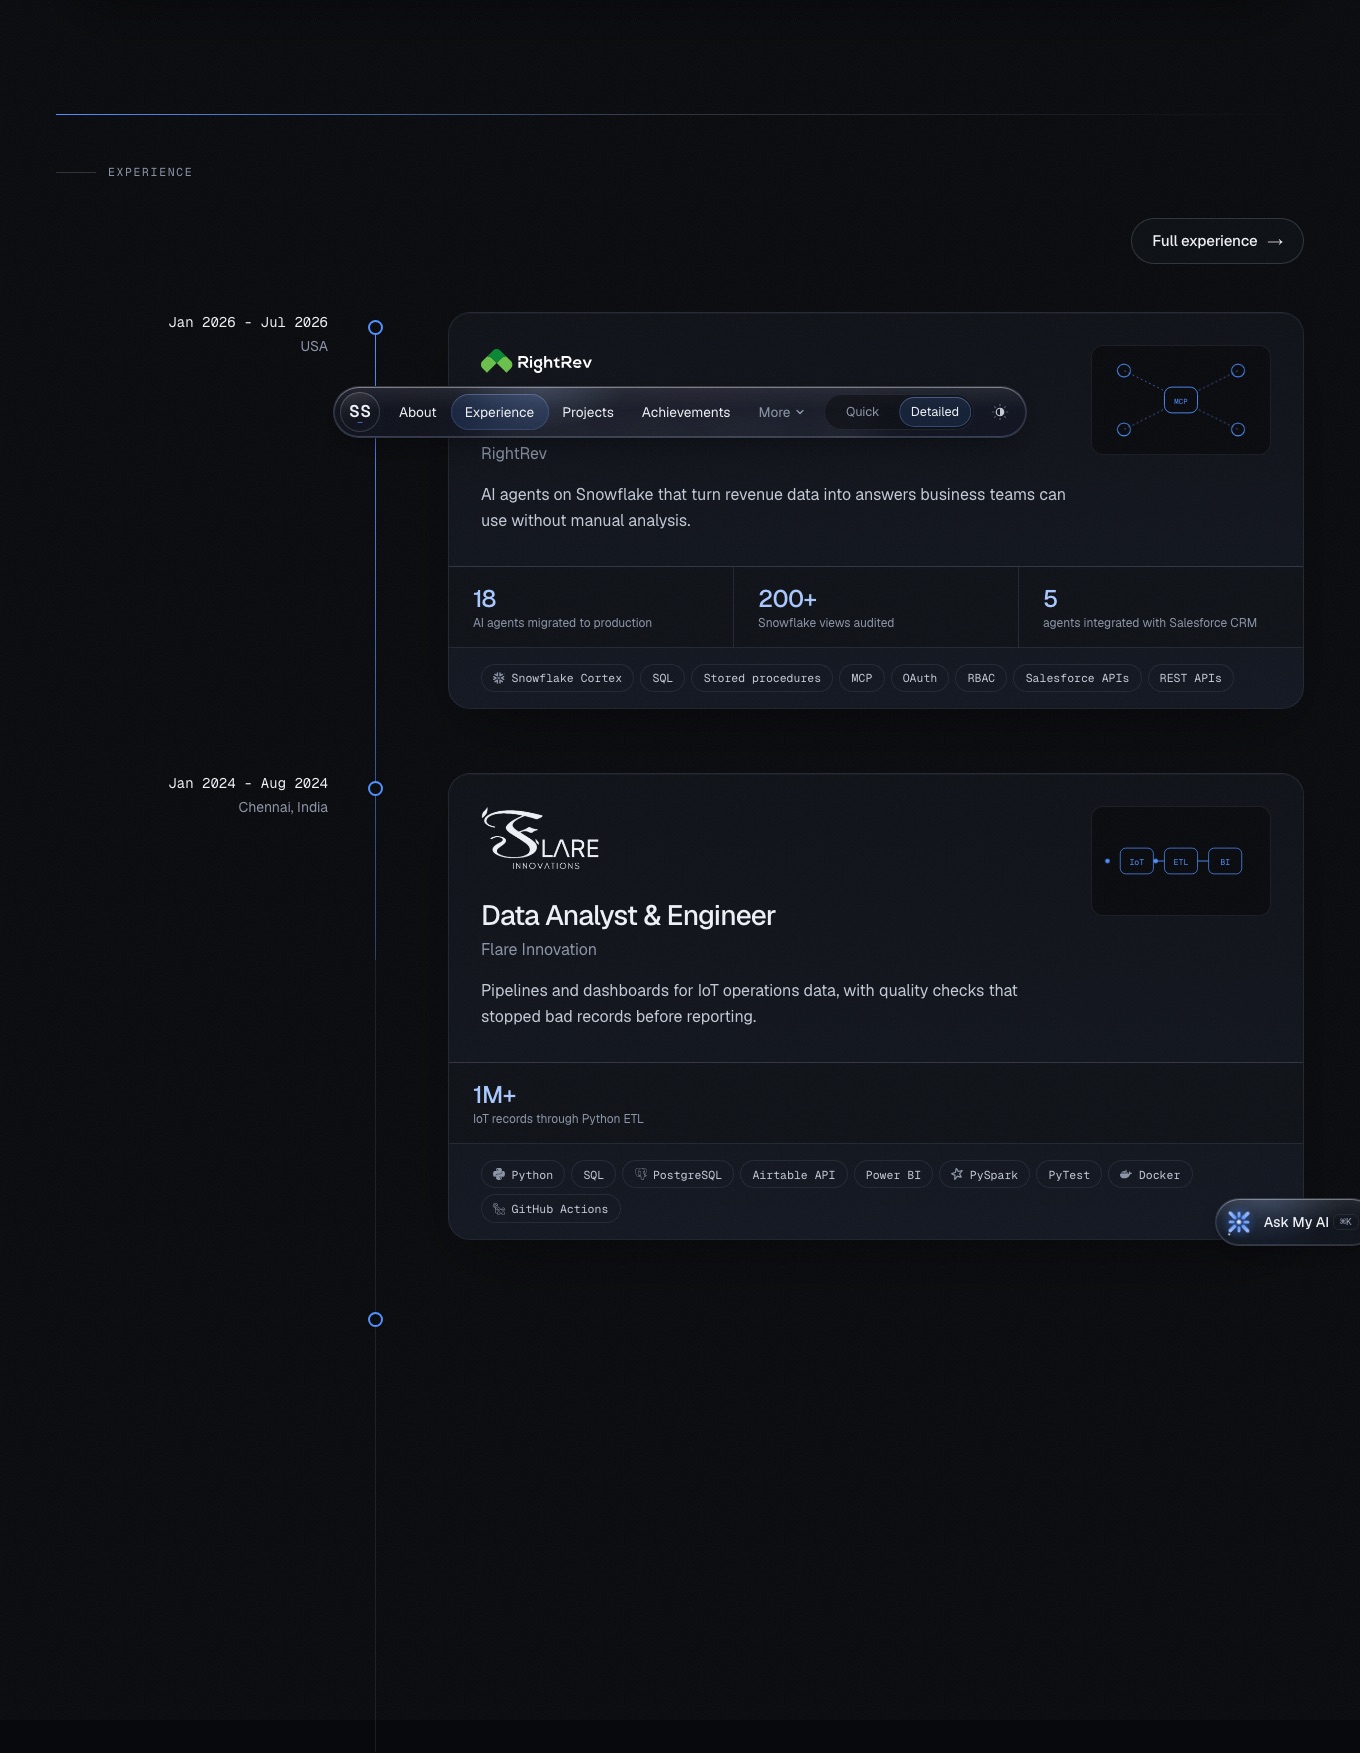 EXPERIENCE
Full experience →
Jan 2026 - Jul 2026
USA
RightRev
MCP
SS About Experience Projects Achievements More Quick Detailed
RightRev
AI agents on Snowflake that turn revenue data into answers business teams can
use without manual analysis.
18
AI agents migrated to production
200+
Snowflake views audited
5
agents integrated with Salesforce CRM
Snowflake Cortex SQL Stored procedures MCP OAuth RBAC Salesforce APIs REST APIs
Jan 2024 - Aug 2024
Chennai, India
FLARE
INNOVATIONS
IoT ETL BI
Data Analyst & Engineer
Flare Innovation
Pipelines and dashboards for IoT operations data, with quality checks that
stopped bad records before reporting.
1M+
IoT records through Python ETL
Python SQL PostgreSQL Airtable API Power BI PySpark PyTest Docker
GitHub Actions
Ask My AI ⌘K